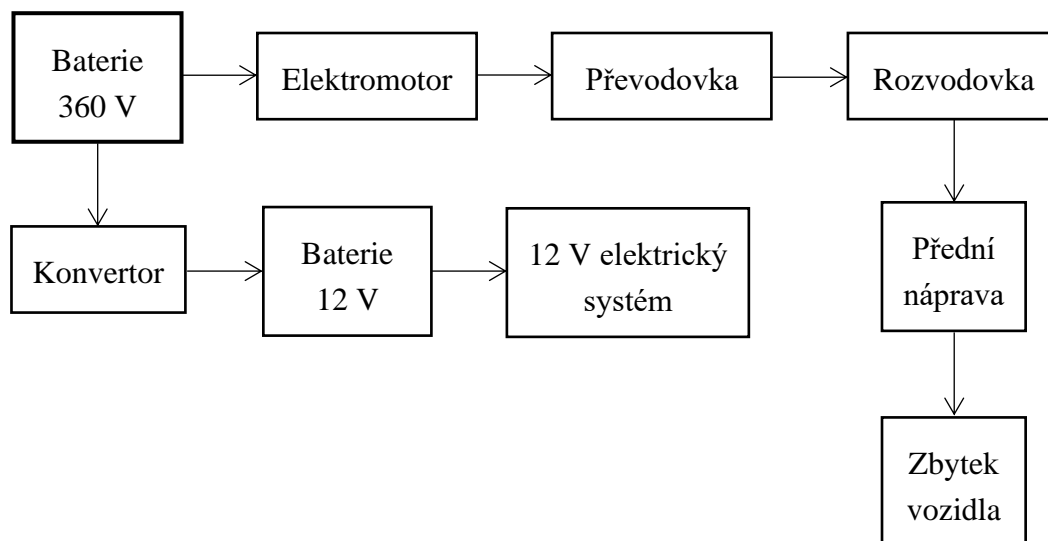 Baterie
360 V
Elektromotor
Převodovka
Rozvodovka
Konvertor
Baterie
12 V
12 V elektrický
systém
Přední
náprava
Zbytek
vozidla